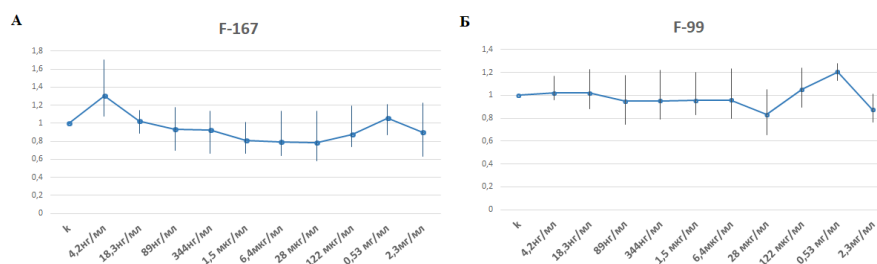 А
F-167
1,8
1,6
1,4
1,2
1
0,8
0,6
0,4
0,2
0
k
4,2нг/мл
18,3нг/мл
89нг/мл
344нг/мл
1,5 мкг/мл
6,4мкг/мл
28 мкг/мл
122 мкг/мл
0,53 мг/мл
2,3мг/мл
Б
F-99
1,4
1,2
1
0,8
0,6
0,4
0,2
0
k
4,2нг/мл
18,3нг/мл
89нг/мл
344нг/мл
1,5 мкг/мл
6,4мкг/мл
28 мкг/мл
122 мкг/мл
0,53 мг/мл
2,3мг/мл